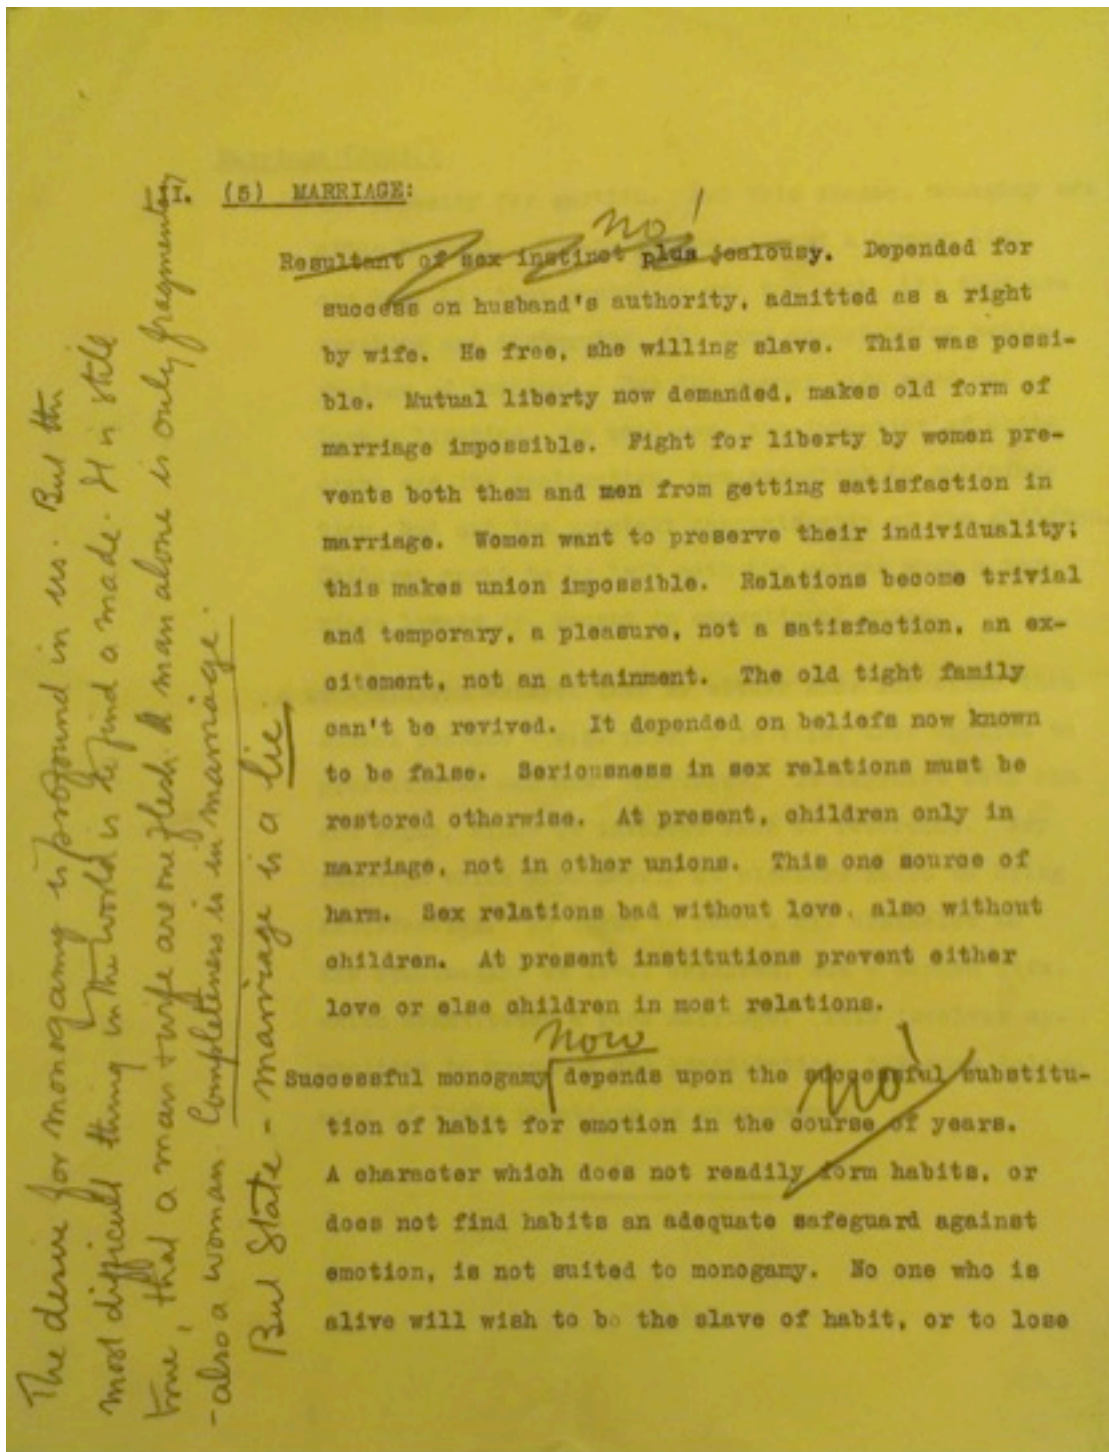 III. (5) MARRIAGE:
no!
Resultant of sex instinct plus jealousy. Depended for
success on husband's authority, admitted as a right
by wife. He free, she willing slave. This was possi-
ble. Mutual liberty now demanded, makes old form of
marriage impossible. Fight for liberty by women pre-
vents both them and men from getting satisfaction in
marriage. Women want to preserve their individuality;
this makes union impossible. Relations become trivial
and temporary, a pleasure, not a satisfaction, an ex-
citement, not an attainment. The old tight family
can't be revived. It depended on beliefs now known
to be false. Seriousness in sex relations must be
restored otherwise. At present, children only in
marriage, not in other unions. This one source of
harm. Sex relations bad without love, also without
children. At present institutions prevent either
love or else children in most relations.
now
Successful monogamy depends upon the successful substitu-
no!
tion of habit for emotion in the course of years.
A character which does not readily form habits, or
does not find habits an adequate safeguard against
emotion, is not suited to monogamy. No one who is
alive will wish to be the slave of habit, or to lose
The desire for monogamy is profound in us. But the
most difficult thing in the world is to find a mate. It is still
true, that a man & wife are one flesh. A man alone is only fragmentary
- also a woman. Completeness is in marriage.
But State-marriage is a lie.